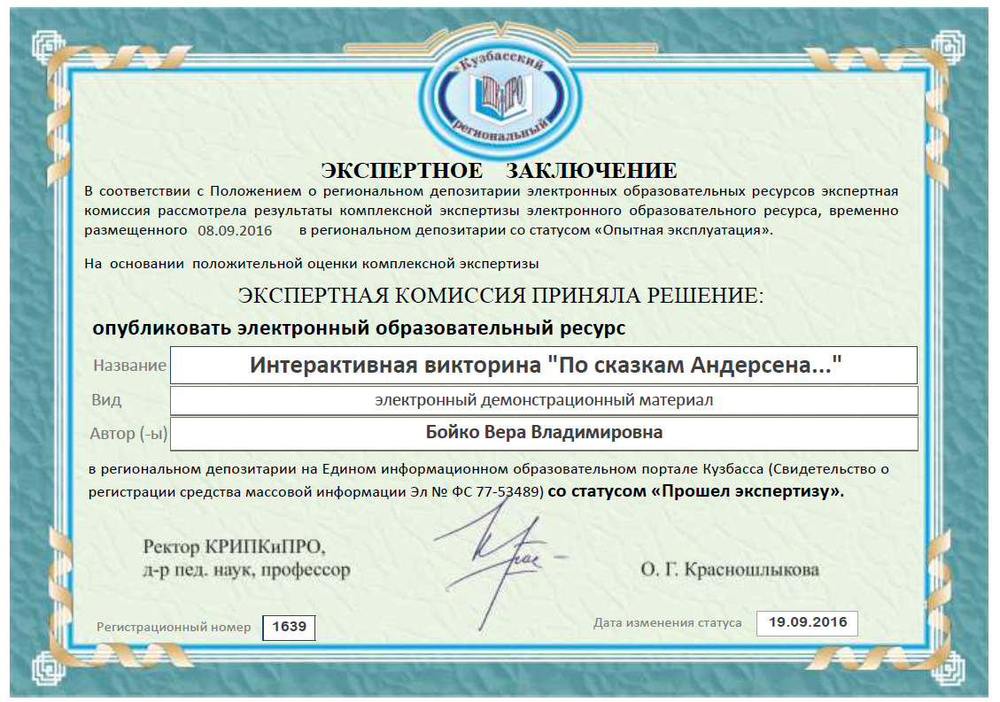 Кузбасский
ИПКиПРО
региональный
ЭКСПЕРТНОЕ ЗАКЛЮЧЕНИЕ
В соответствии с Положением о региональном депозитарии электронных образовательных ресурсов экспертная
комиссия рассмотрела результаты комплексной экспертизы электронного образовательного ресурса, временно
размещенного 08.09.2016 в региональном депозитарии со статусом «Опытная эксплуатация».
На основании положительной оценки комплексной экспертизы
ЭКСПЕРТНАЯ КОМИССИЯ ПРИНЯЛА РЕШЕНИЕ:
опубликовать электронный образовательный ресурс
Название Интерактивная викторина "По сказкам Андерсена..."
Вид электронный демонстрационный материал
Автор (-ы) Бойко Вера Владимировна
в региональном депозитарии на Едином информационном образовательном портале Кузбасса (Свидетельство о
регистрации средства массовой информации Эл № ФС 77-53489) со статусом «Прошел экспертизу».
Ректор КРИПКиПРО,
д-р пед. наук, профессор О. Г. Красношлыкова
Регистрационный номер 1639 Дата изменения статуса 19.09.2016